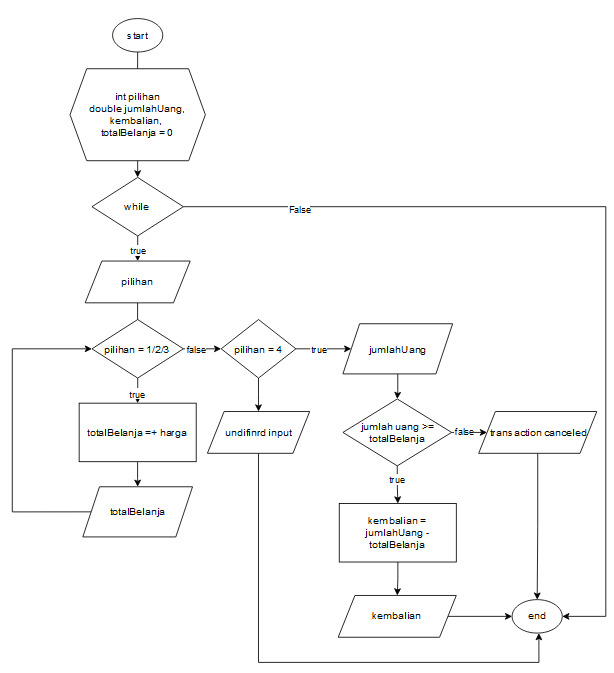 start
int pilihan
double jumlahUang,
kembalian,
totalBelanja = 0
while
False
true
pilihan
pilihan = 1/2/3
false
pilihan = 4
true
jumlahUang
true
totalBelanja =+ harga
undifinrd input
jumlah uang >=
totalBelanja
false
transaction canceled
true
totalBelanja
kembalian =
jumlahUang -
totalBelanja
kembalian
end